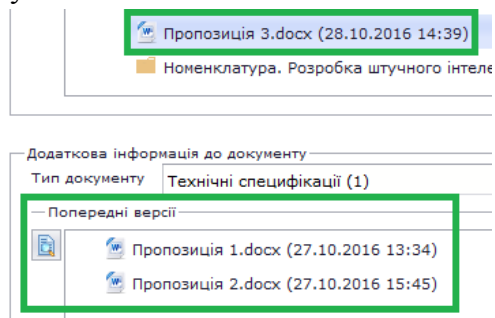 Пропозиція 3.docx (28.10.2016 14:39)
Номенклатура. Розробка штучного
Додаткова інформація до документу
Тип документу Технічні специфікації (1)
Попередні версії
Пропозиція 1.docx (27.10.2016 13:34)
Пропозиція 2.docx (27.10.2016 15:45)